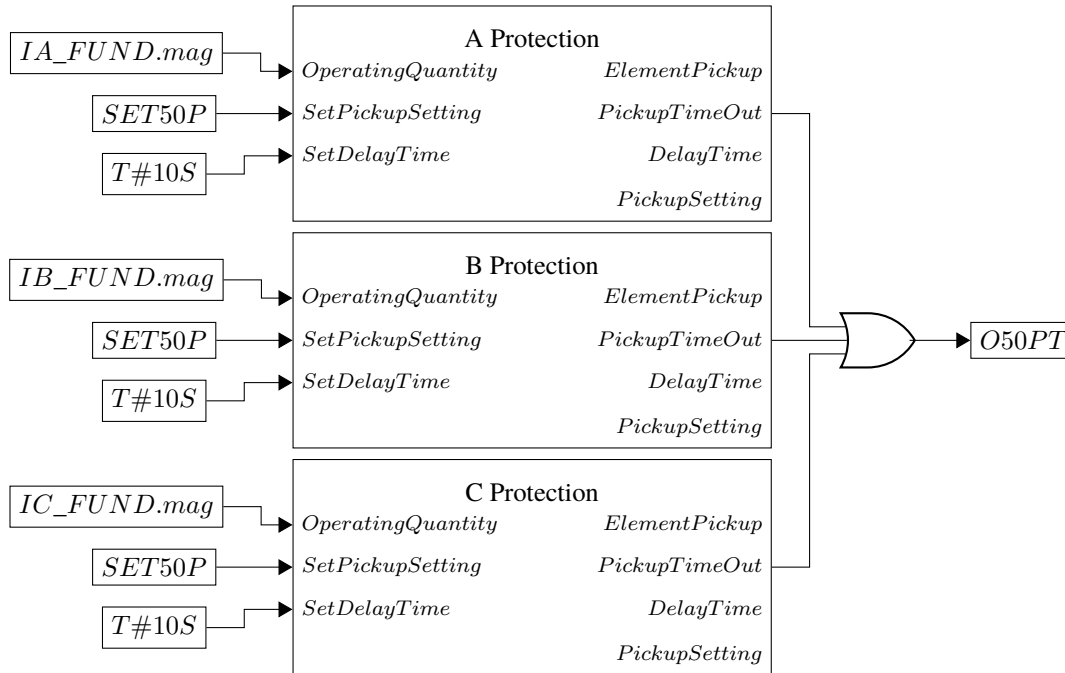 A Protection
IA_FUND.mag
OperatingQuantity ElementPickup
SET50P
SetPickupSetting PickupTimeOut
T#10S
SetDelayTime DelayTime
PickupSetting
B Protection
IB_FUND.mag
OperatingQuantity ElementPickup
SET50P
SetPickupSetting PickupTimeOut
O50PT
T#10S
SetDelayTime DelayTime
PickupSetting
C Protection
IC_FUND.mag
OperatingQuantity ElementPickup
SET50P
SetPickupSetting PickupTimeOut
T#10S
SetDelayTime DelayTime
PickupSetting